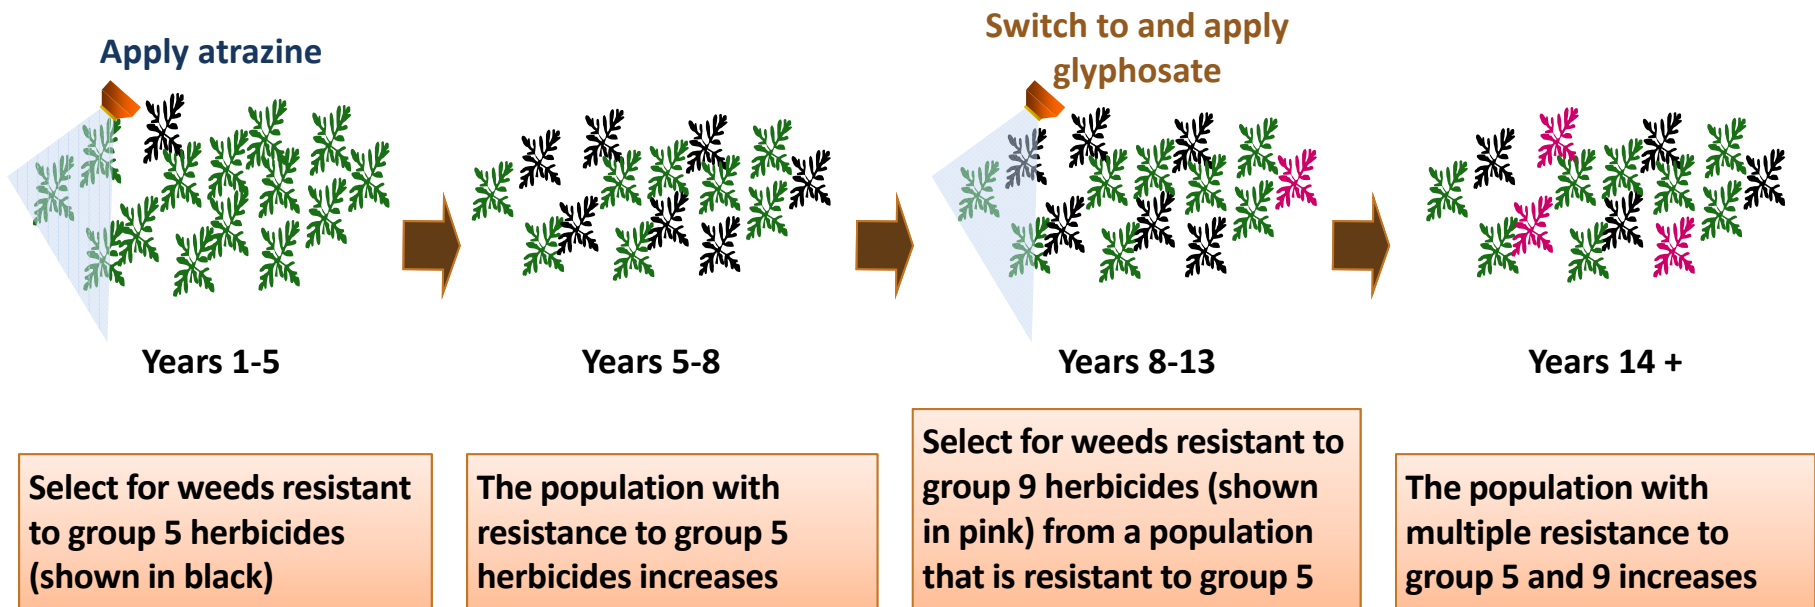 Apply atrazine
Switch to and apply
glyphosate
Years 1-5
Years 5-8
Years 8-13
Years 14 +
Select for weeds resistant
to group 5 herbicides
(shown in black)
The population with
resistance to group 5
herbicides increases
Select for weeds resistant to
group 9 herbicides (shown
in pink) from a population
that is resistant to group 5
The population with
multiple resistance to
group 5 and 9 increases